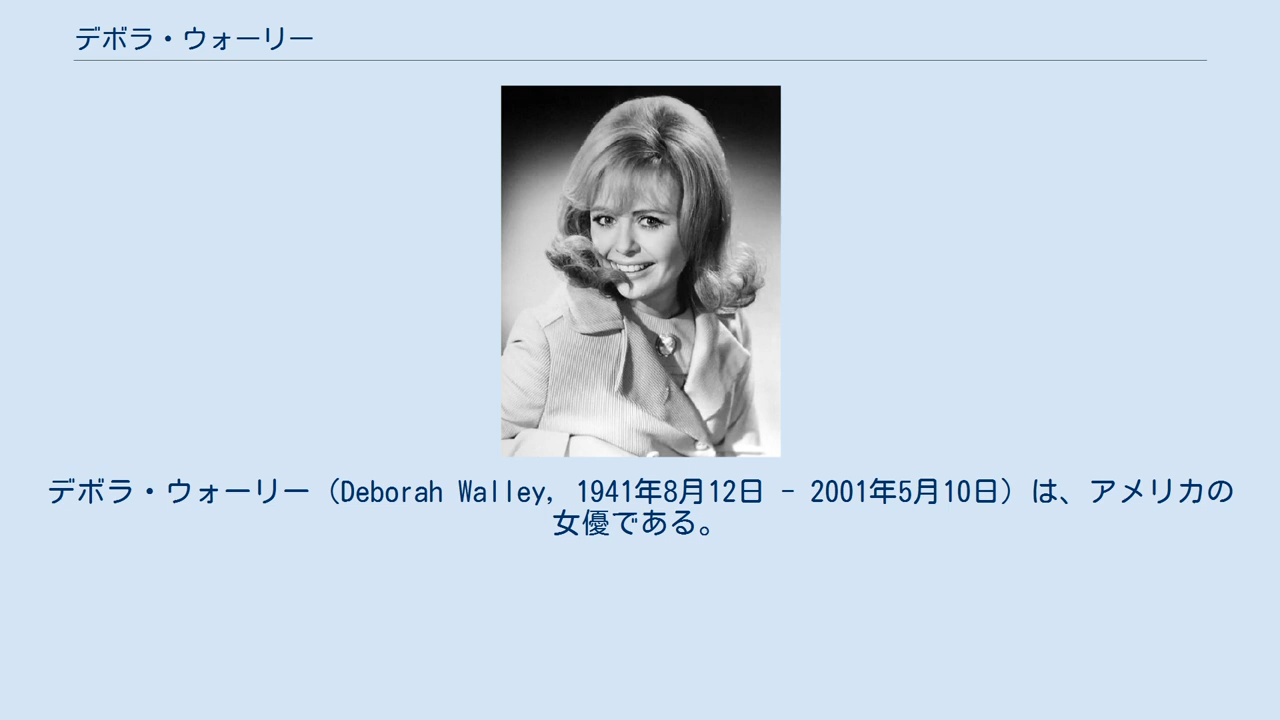 デボラ・ウォーリー
デボラ・ウォーリー（Deborah Walley, 1941年8月12日 - 2001年5月10日）は、アメリカの
女優である。